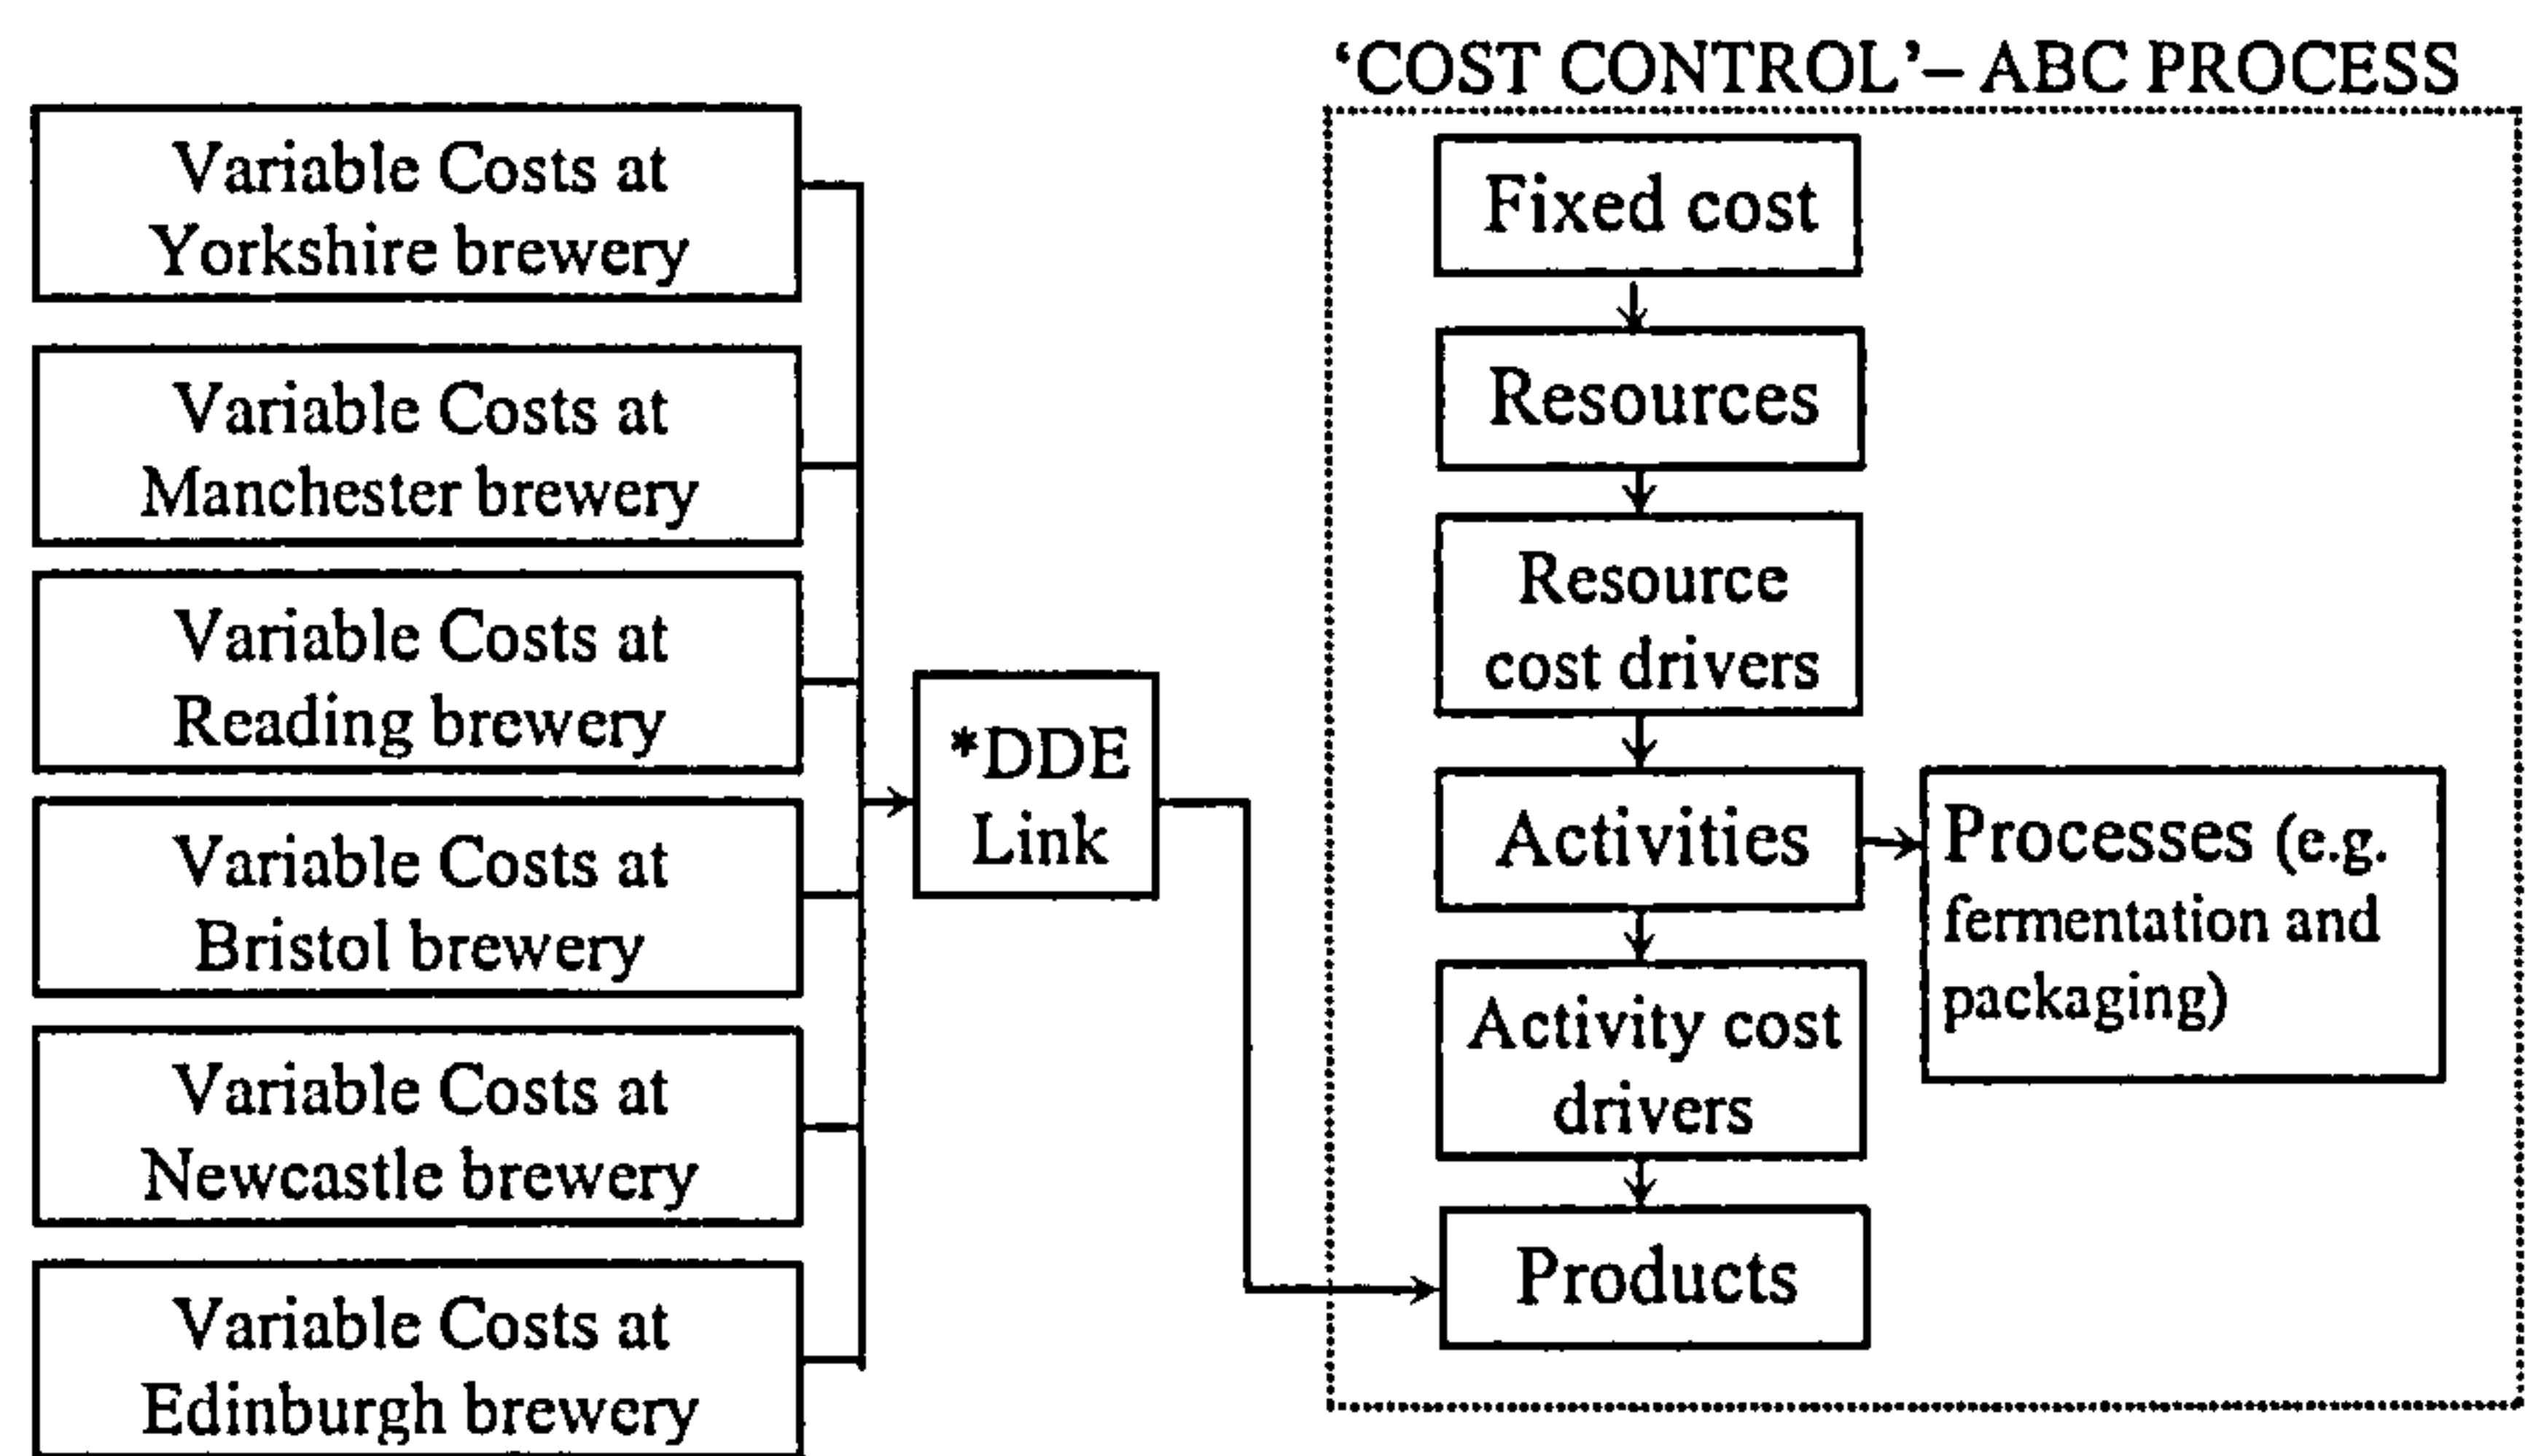 Variable Costs at
Yorkshire brewery
Variable Costs at
Manchester brewery
Variable Costs at
Reading brewery
Variable Costs at
Bristol brewery
Variable Costs at
Newcastle brewery
Variable Costs at
Edinburgh brewery
*DDE
Link
‘COST CONTROL’– ABC PROCESS
Fixed cost
Resources
Resource
cost drivers
Activities
Processes (e.g.
fermentation and
packaging)
Activity cost
drivers
Products